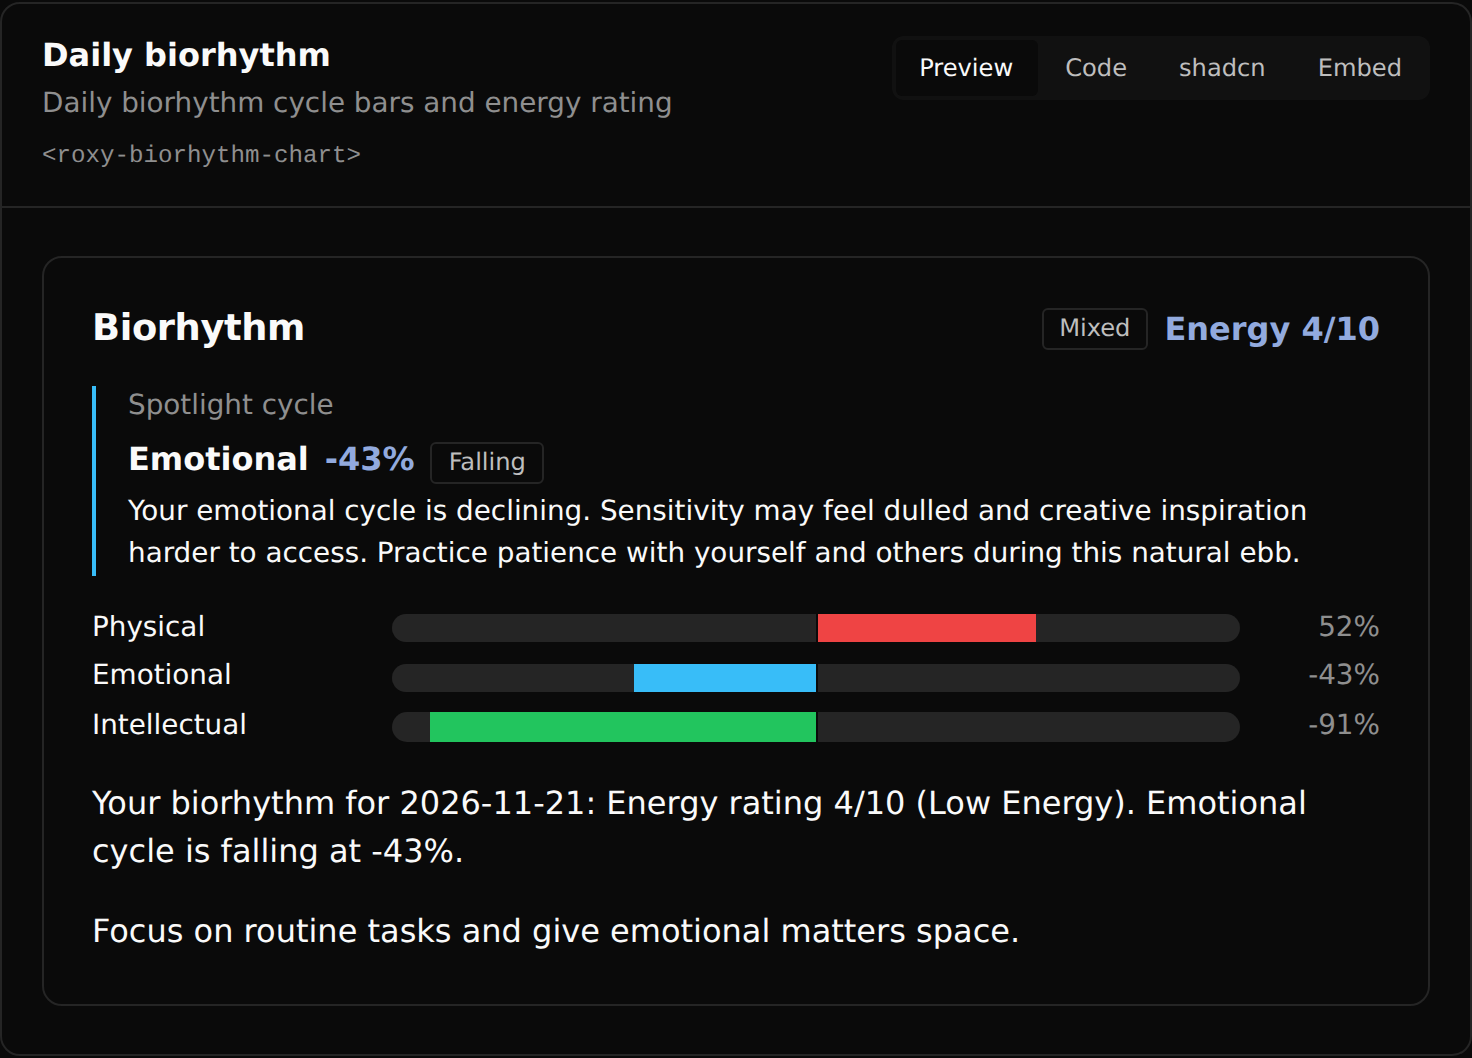 Daily biorhythm
Daily biorhythm cycle bars and energy rating
<roxy-biorhythm-chart>
Preview Code shadcn Embed
Biorhythm
Mixed Energy 4/10
Spotlight cycle
Emotional -43% Falling
Your emotional cycle is declining. Sensitivity may feel dulled and creative inspiration
harder to access. Practice patience with yourself and others during this natural ebb.
Physical 52%
Emotional -43%
Intellectual -91%
Your biorhythm for 2026-11-21: Energy rating 4/10 (Low Energy). Emotional
cycle is falling at -43%.
Focus on routine tasks and give emotional matters space.